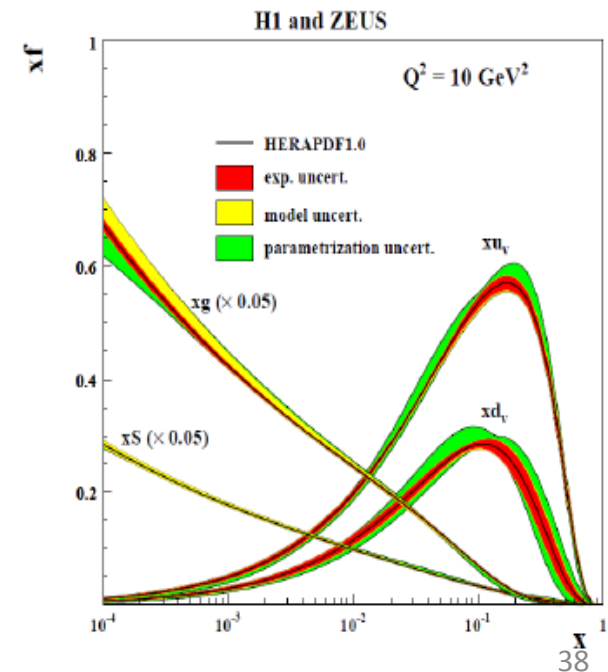 H1 and ZEUS
xf
1
Q² = 10 GeV²
0.8
HERAPDF1.0
exp. uncert.
model uncert.
parametrization uncert.
xuᵥ
0.6
xg (× 0.05)
0.4
xdᵥ
xS (× 0.05)
0.2
10⁻⁴ 10⁻³ 10⁻² 10⁻¹ 1
x
38